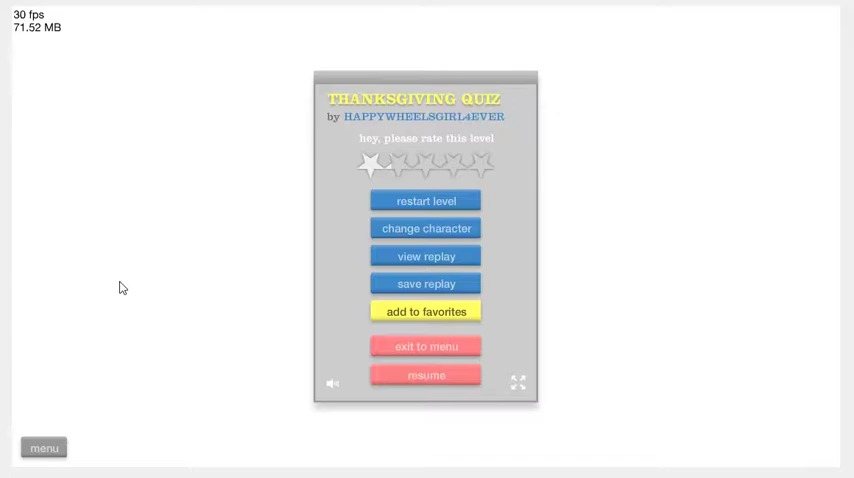 30 fps
71.52 MB
THANKSGIVING QUIZ
by HAPPYWHEELSGIRL4EVER
hey, please rate this level
restart level
change character
view replay
save replay
add to favorites
exit to menu
resume
menu